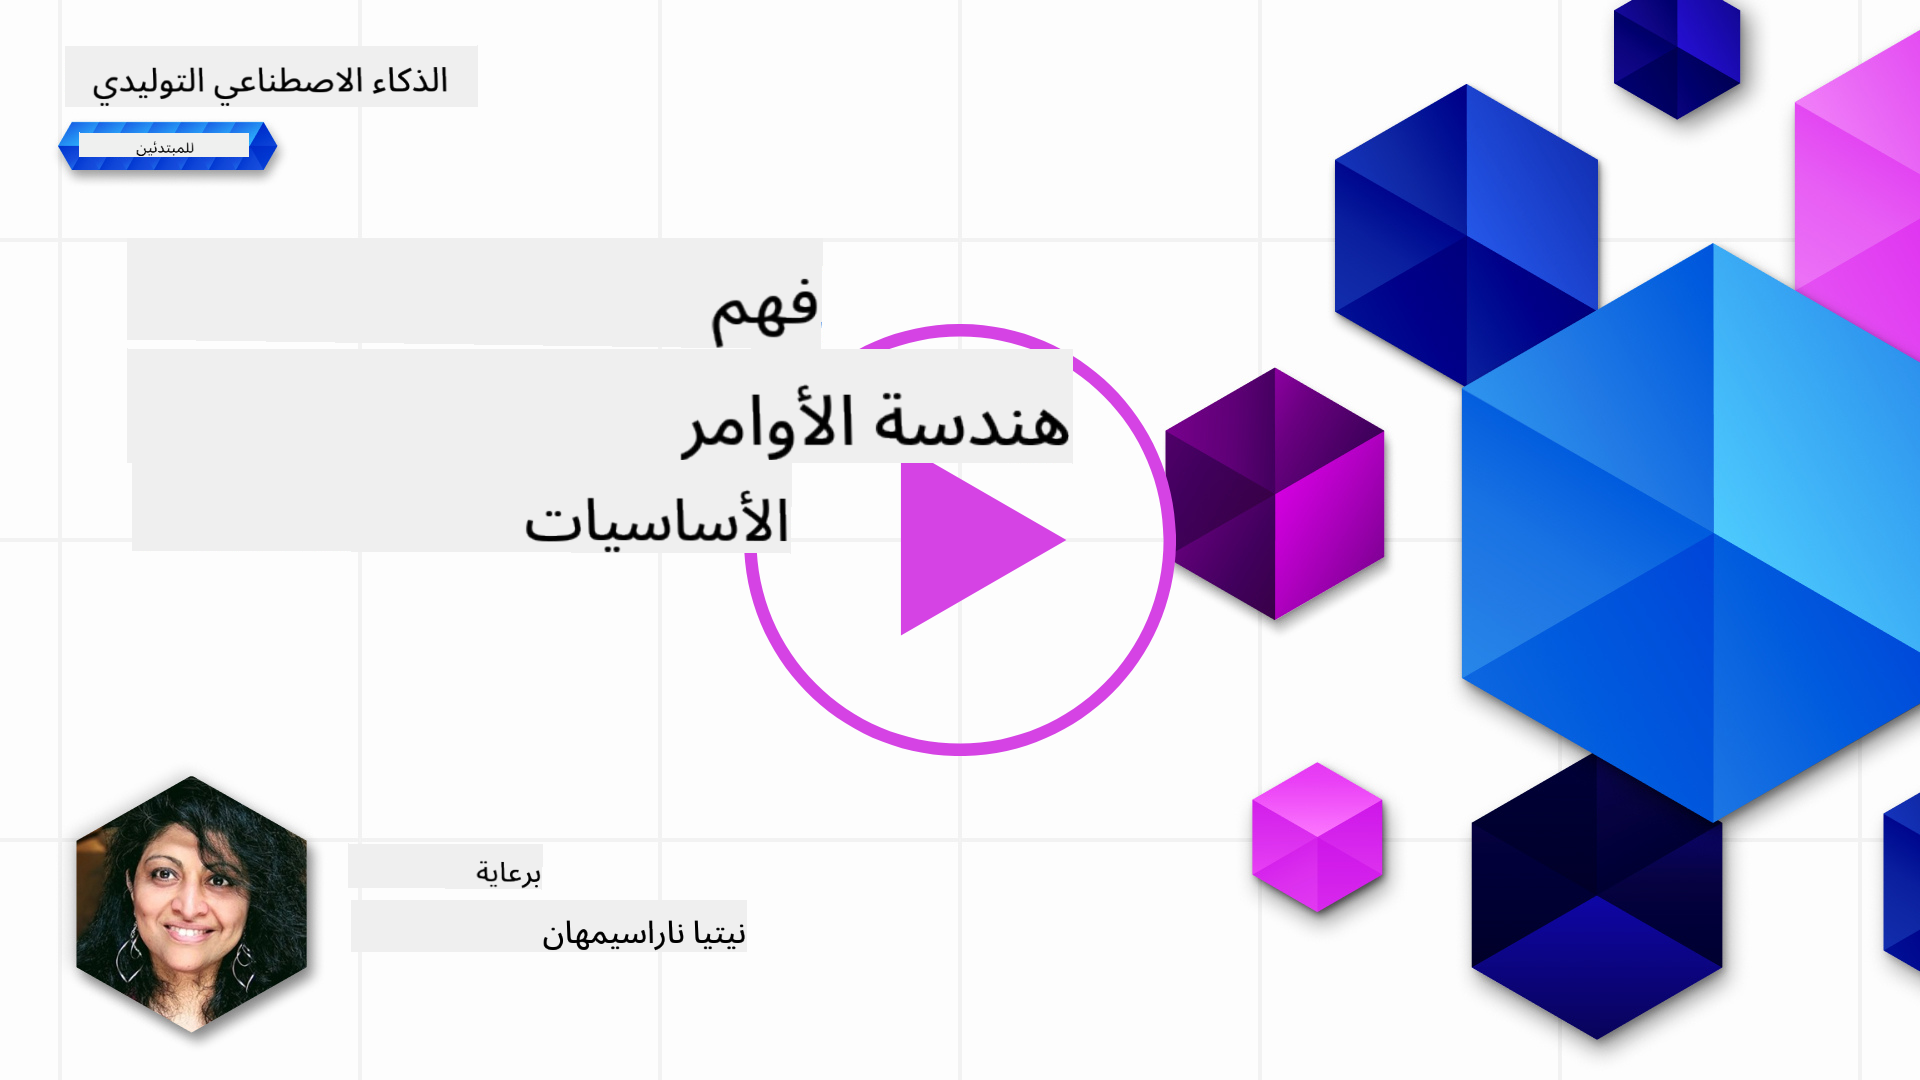 الذكاء الاصطناعي التوليدي
للمبتدئين
فهم
هندسة الأوامر
الأساسيات
برعاية
نيتيا ناراسيمهان